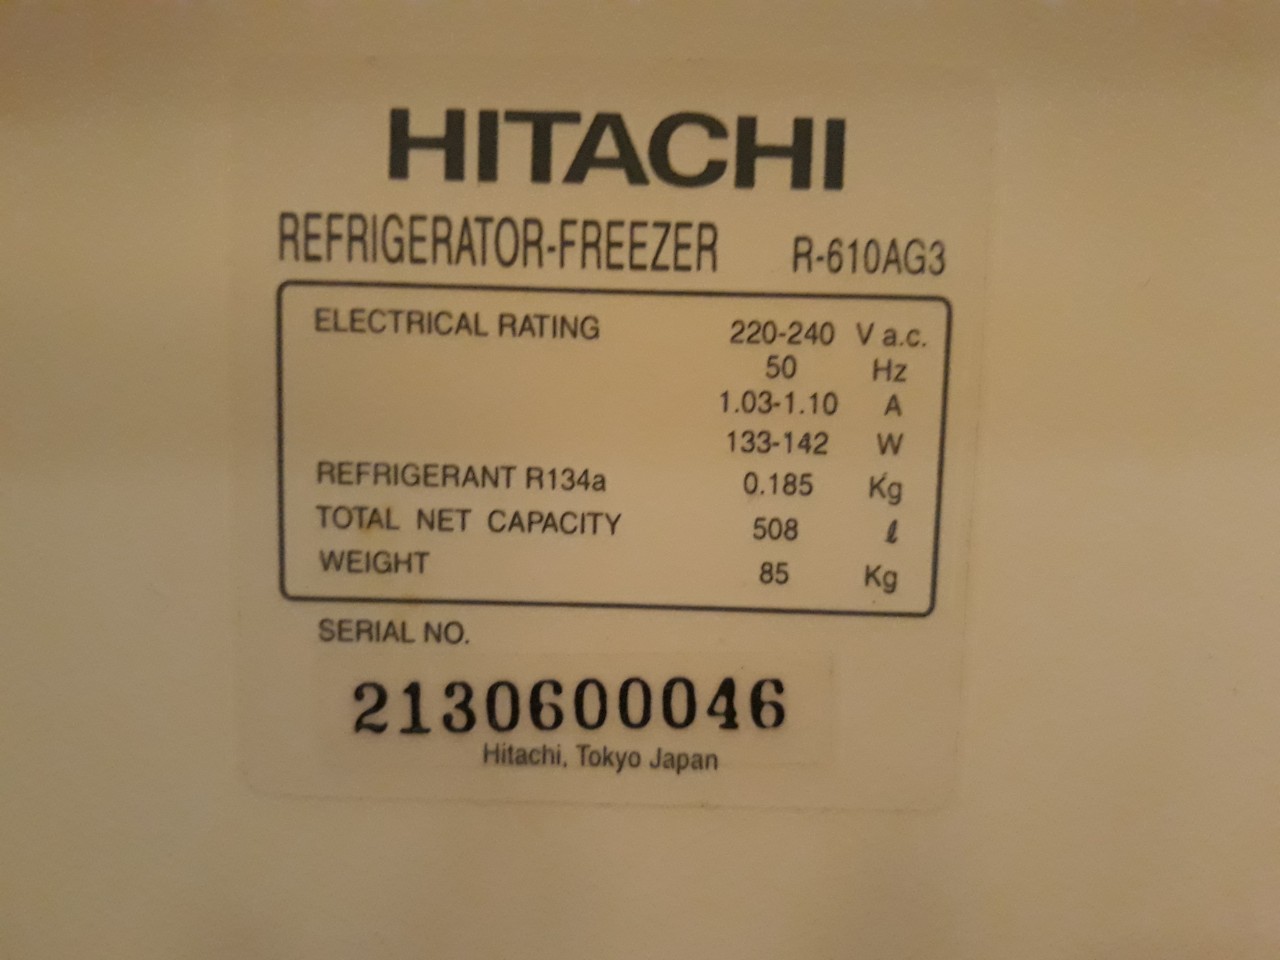 HITACHI
REFRIGERATOR-FREEZER R-610AG3
ELECTRICAL RATING 220-240 V a.c.
50 Hz
1.03-1.10 A
133-142 W
REFRIGERANT R134a 0.185 Kg
TOTAL NET CAPACITY 508 ℓ
WEIGHT 85 Kg
SERIAL NO.
2130600046
Hitachi, Tokyo Japan